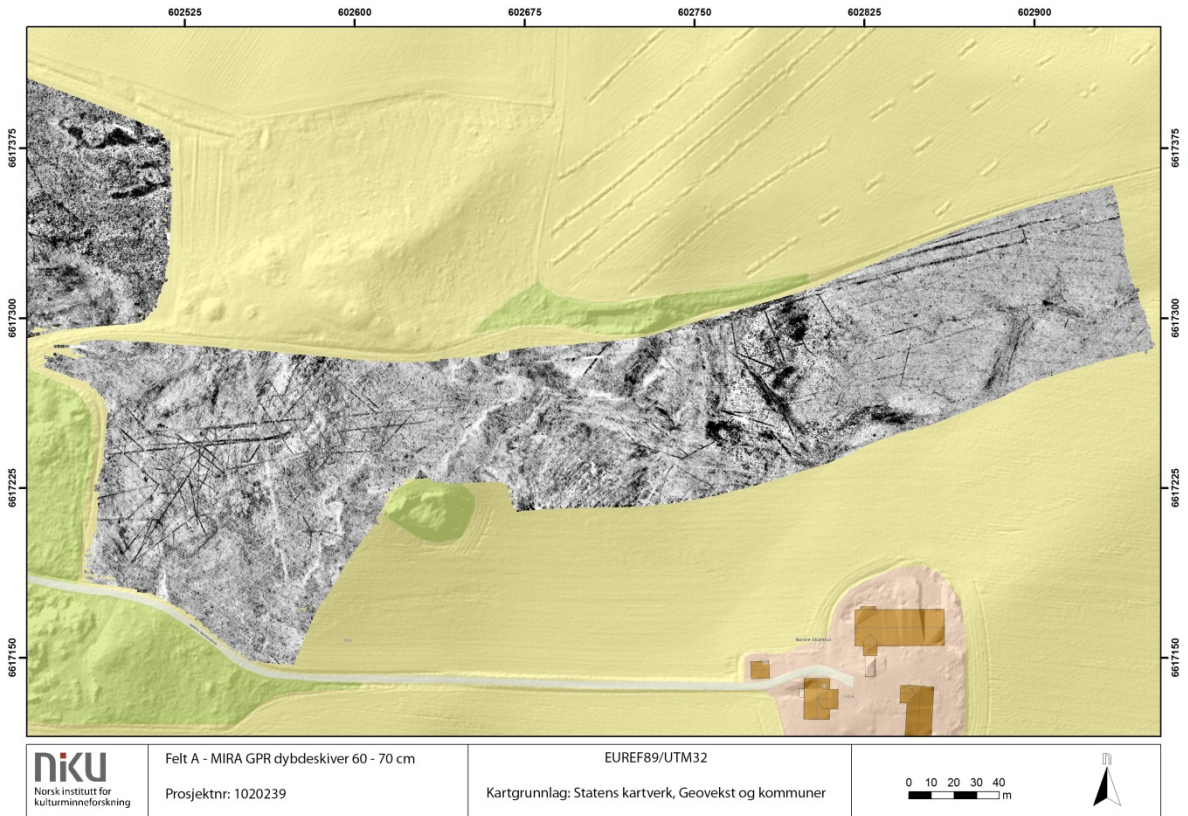 602525 602600 602675 602750 602825 602900
6617375 6617375
6617300 6617300
6617225 6617225
6617150 6617150
niku
Norsk institutt for
kulturminneforskning
Felt A - MIRA GPR dybdeskiver 60 - 70 cm
Prosjektnr: 1020239
EUREF89/UTM32
Kartgrunnlag: Statens kartverk, Geovekst og kommuner
0 10 20 30 40
m
n